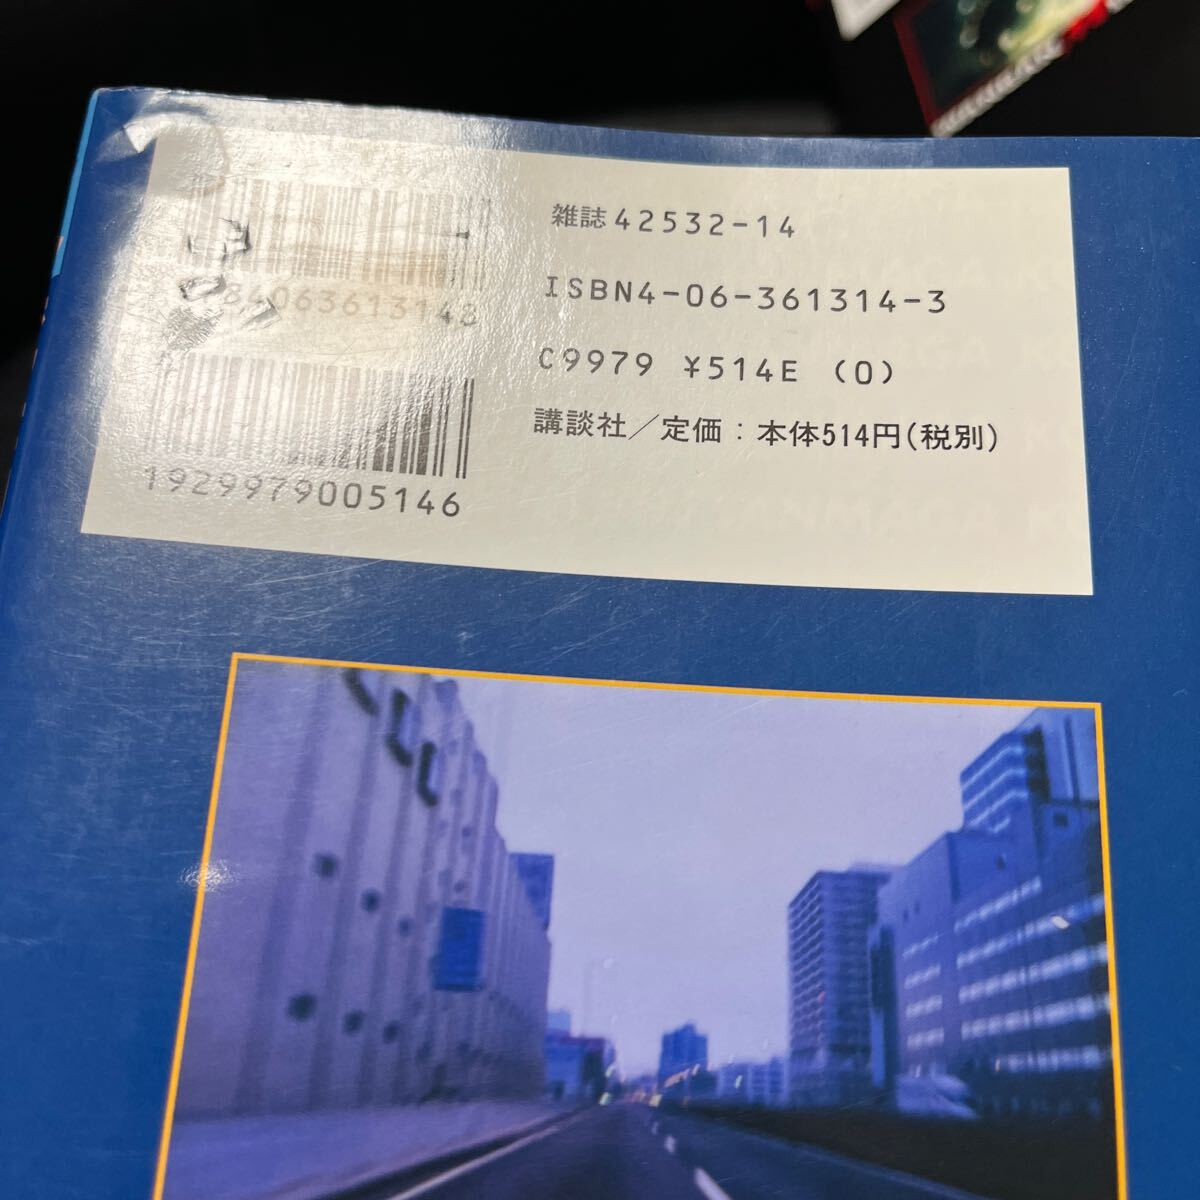 雑誌42532-14
ISBN4-06-361314-3
C9979 ¥514E (0)
講談社／定価：本体514円(税別)
1929979005146